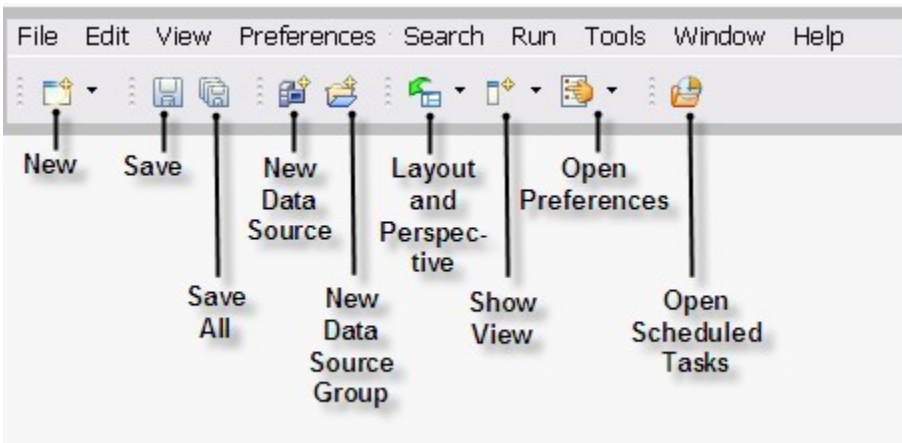 File Edit View Preferences Search Run Tools Window Help
New
Save
Save
All
New
Data
Source
New
Data
Source
Group
Layout
and
Perspec-
tive
Show
View
Open
Preferences
Open
Scheduled
Tasks